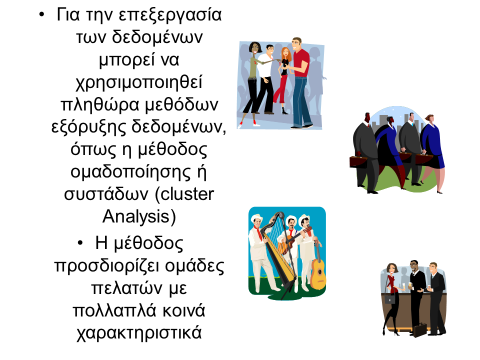 • Για την επεξεργασία
των δεδομένων
μπορεί να
χρησιμοποιηθεί
πληθώρα μεθόδων
εξόρυξης δεδομένων,
όπως η μέθοδος
ομαδοποίησης ή
συστάδων (cluster
Analysis)
• Η μέθοδος
προσδιορίζει ομάδες
πελατών με
πολλαπλά κοινά
χαρακτηριστικά